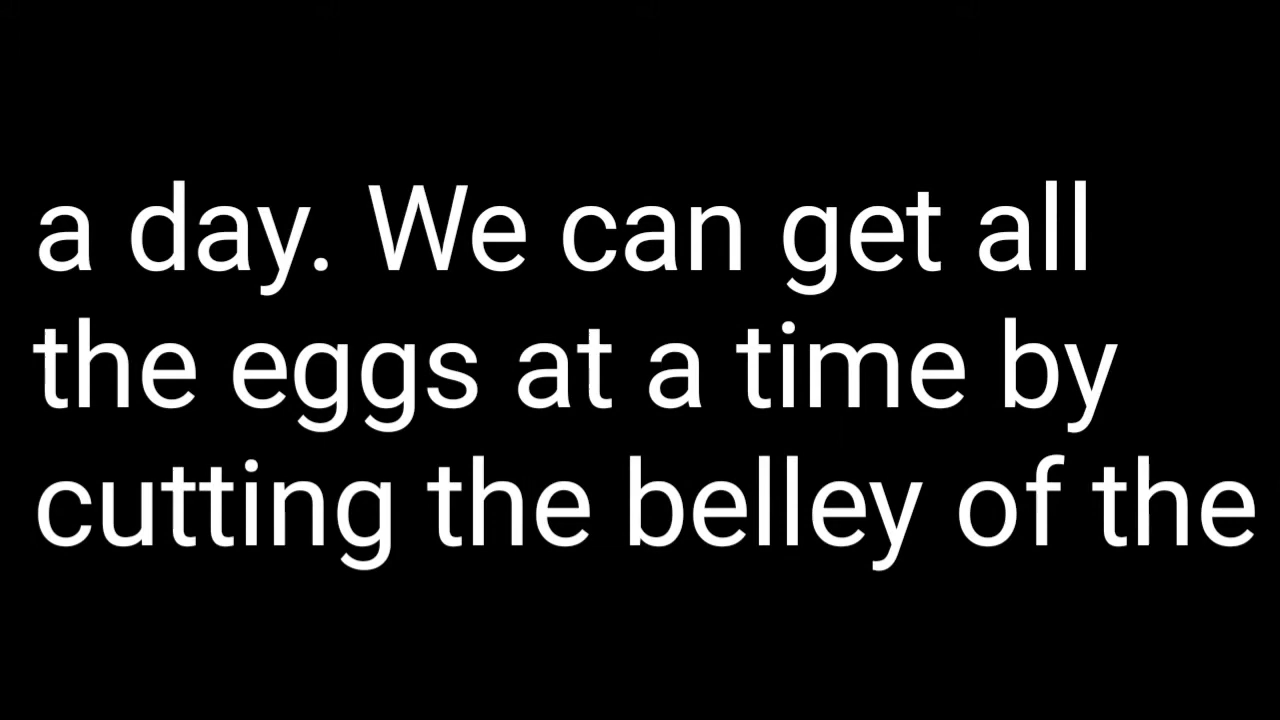 a day. We can get all
the eggs at a time by
cutting the belley of the